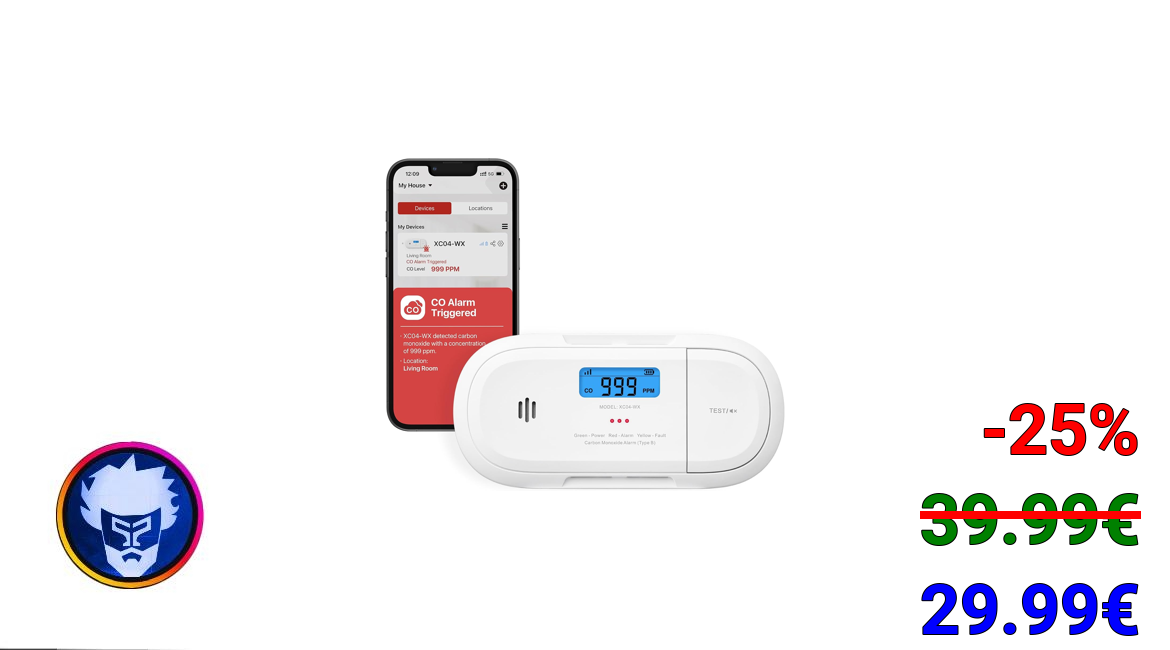 12:09
5G
My House
Devices
Locations
My Devices
XC04-WX
Living Room
CO Alarm Triggered
CO Level 999 PPM
CO
CO Alarm
Triggered
- XC04-WX detected carbon
monoxide with a concentration
of 999 ppm.
- Location:
Living Room
CO 999 PPM
MODEL: XC04-WX
TEST/
Green - Power Red - Alarm Yellow - Fault
Carbon Monoxide Alarm (Type B)
-25%
39.99€
29.99€